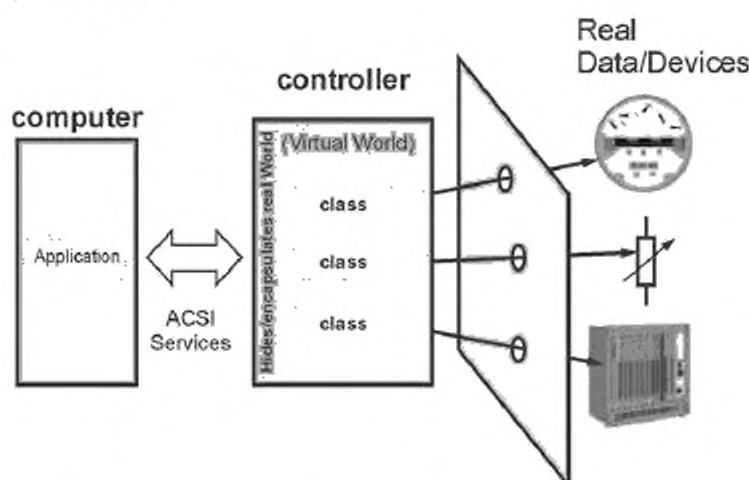 Real
Data/Devices
controller
computer
(Virtual World)
Hides/encapsulates real World
class
Application
class
ACSI
Services
class